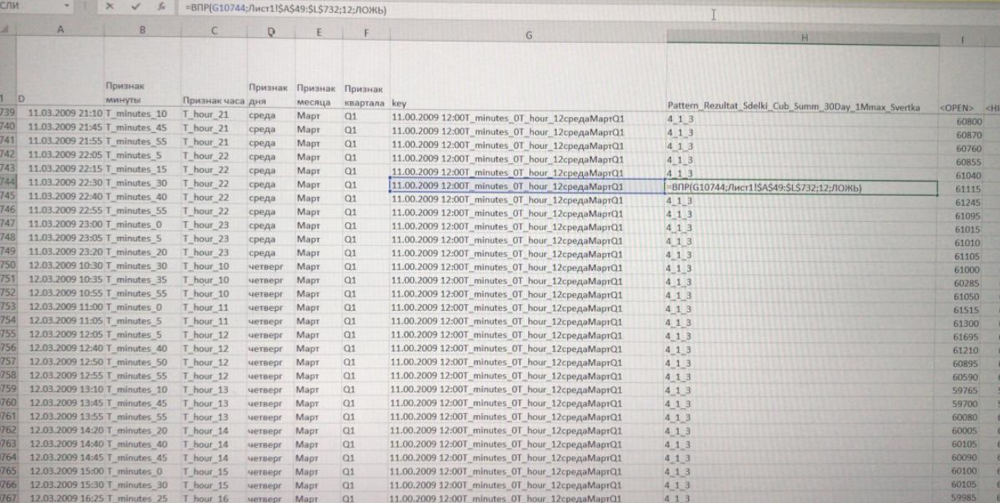 СЛИ =ВПР(G10744;Лист1!$A$49:$L$732;12;ЛОЖЬ)
A B C D E F G H I
1 D Признак минуты Признак часа Признак дня Признак месяца Признак квартала key Pattern_Rezultat_Sdelki_Cub_Summ_30Day_1Mmax_Svertka <OPEN> <HI
739 11.03.2009 21:10 T_minutes_10 T_hour_21 среда Март Q1 11.00.2009 12:00T_minutes_0T_hour_12средаМартQ1 4_1_3 60800
740 11.03.2009 21:45 T_minutes_45 T_hour_21 среда Март Q1 11.00.2009 12:00T_minutes_0T_hour_12средаМартQ1 4_1_3 60870
741 11.03.2009 21:55 T_minutes_55 T_hour_21 среда Март Q1 11.00.2009 12:00T_minutes_0T_hour_12средаМартQ1 4_1_3 60760
742 11.03.2009 22:05 T_minutes_5 T_hour_22 среда Март Q1 11.00.2009 12:00T_minutes_0T_hour_12средаМартQ1 4_1_3 60855
743 11.03.2009 22:15 T_minutes_15 T_hour_22 среда Март Q1 11.00.2009 12:00T_minutes_0T_hour_12средаМартQ1 4_1_3 61040
744 11.03.2009 22:30 T_minutes_30 T_hour_22 среда Март Q1 11.00.2009 12:00T_minutes_0T_hour_12средаМартQ1 =ВПР(G10744;Лист1!$A$49:$L$732;12;ЛОЖЬ) 61115
745 11.03.2009 22:40 T_minutes_40 T_hour_22 среда Март Q1 11.00.2009 12:00T_minutes_0T_hour_12средаМартQ1 4_1_3 61245
746 11.03.2009 22:55 T_minutes_55 T_hour_22 среда Март Q1 11.00.2009 12:00T_minutes_0T_hour_12средаМартQ1 4_1_3 61095
747 11.03.2009 23:00 T_minutes_0 T_hour_23 среда Март Q1 11.00.2009 12:00T_minutes_0T_hour_12средаМартQ1 4_1_3 61015
748 11.03.2009 23:05 T_minutes_5 T_hour_23 среда Март Q1 11.00.2009 12:00T_minutes_0T_hour_12средаМартQ1 4_1_3 61010
749 11.03.2009 23:20 T_minutes_20 T_hour_23 среда Март Q1 11.00.2009 12:00T_minutes_0T_hour_12средаМартQ1 4_1_3 61105
750 12.03.2009 10:30 T_minutes_30 T_hour_10 четверг Март Q1 11.00.2009 12:00T_minutes_0T_hour_12средаМартQ1 4_1_3 61000
751 12.03.2009 10:35 T_minutes_35 T_hour_10 четверг Март Q1 11.00.2009 12:00T_minutes_0T_hour_12средаМартQ1 4_1_3 60285
752 12.03.2009 10:55 T_minutes_55 T_hour_10 четверг Март Q1 11.00.2009 12:00T_minutes_0T_hour_12средаМартQ1 4_1_3 61050
753 12.03.2009 11:00 T_minutes_0 T_hour_11 четверг Март Q1 11.00.2009 12:00T_minutes_0T_hour_12средаМартQ1 4_1_3 61515
754 12.03.2009 11:05 T_minutes_5 T_hour_11 четверг Март Q1 11.00.2009 12:00T_minutes_0T_hour_12средаМартQ1 4_1_3 61300
755 12.03.2009 12:05 T_minutes_5 T_hour_12 четверг Март Q1 11.00.2009 12:00T_minutes_0T_hour_12средаМартQ1 4_1_3 61695
756 12.03.2009 12:40 T_minutes_40 T_hour_12 четверг Март Q1 11.00.2009 12:00T_minutes_0T_hour_12средаМартQ1 4_1_3 61210
757 12.03.2009 12:50 T_minutes_50 T_hour_12 четверг Март Q1 11.00.2009 12:00T_minutes_0T_hour_12средаМартQ1 4_1_3 60895
758 12.03.2009 12:55 T_minutes_55 T_hour_12 четверг Март Q1 11.00.2009 12:00T_minutes_0T_hour_12средаМартQ1 4_1_3 60590
759 12.03.2009 13:10 T_minutes_10 T_hour_13 четверг Март Q1 11.00.2009 12:00T_minutes_0T_hour_12средаМартQ1 4_1_3 59765
760 12.03.2009 13:45 T_minutes_45 T_hour_13 четверг Март Q1 11.00.2009 12:00T_minutes_0T_hour_12средаМартQ1 4_1_3 59700
761 12.03.2009 13:55 T_minutes_55 T_hour_13 четверг Март Q1 11.00.2009 12:00T_minutes_0T_hour_12средаМартQ1 4_1_3 60080
762 12.03.2009 14:20 T_minutes_20 T_hour_14 четверг Март Q1 11.00.2009 12:00T_minutes_0T_hour_12средаМартQ1 4_1_3 60005
763 12.03.2009 14:40 T_minutes_40 T_hour_14 четверг Март Q1 11.00.2009 12:00T_minutes_0T_hour_12средаМартQ1 4_1_3 60105
764 12.03.2009 14:45 T_minutes_45 T_hour_14 четверг Март Q1 11.00.2009 12:00T_minutes_0T_hour_12средаМартQ1 4_1_3 60090
765 12.03.2009 15:00 T_minutes_0 T_hour_15 четверг Март Q1 11.00.2009 12:00T_minutes_0T_hour_12средаМартQ1 4_1_3 60100
766 12.03.2009 15:30 T_minutes_30 T_hour_15 четверг Март Q1 11.00.2009 12:00T_minutes_0T_hour_12средаМартQ1 4_1_3 60105
767 12.03.2009 16:25 T_minutes_25 T_hour_16 четверг Март Q1 11.00.2009 12:00T_minutes_0T_hour_12средаМартQ1 4_1_3 59985